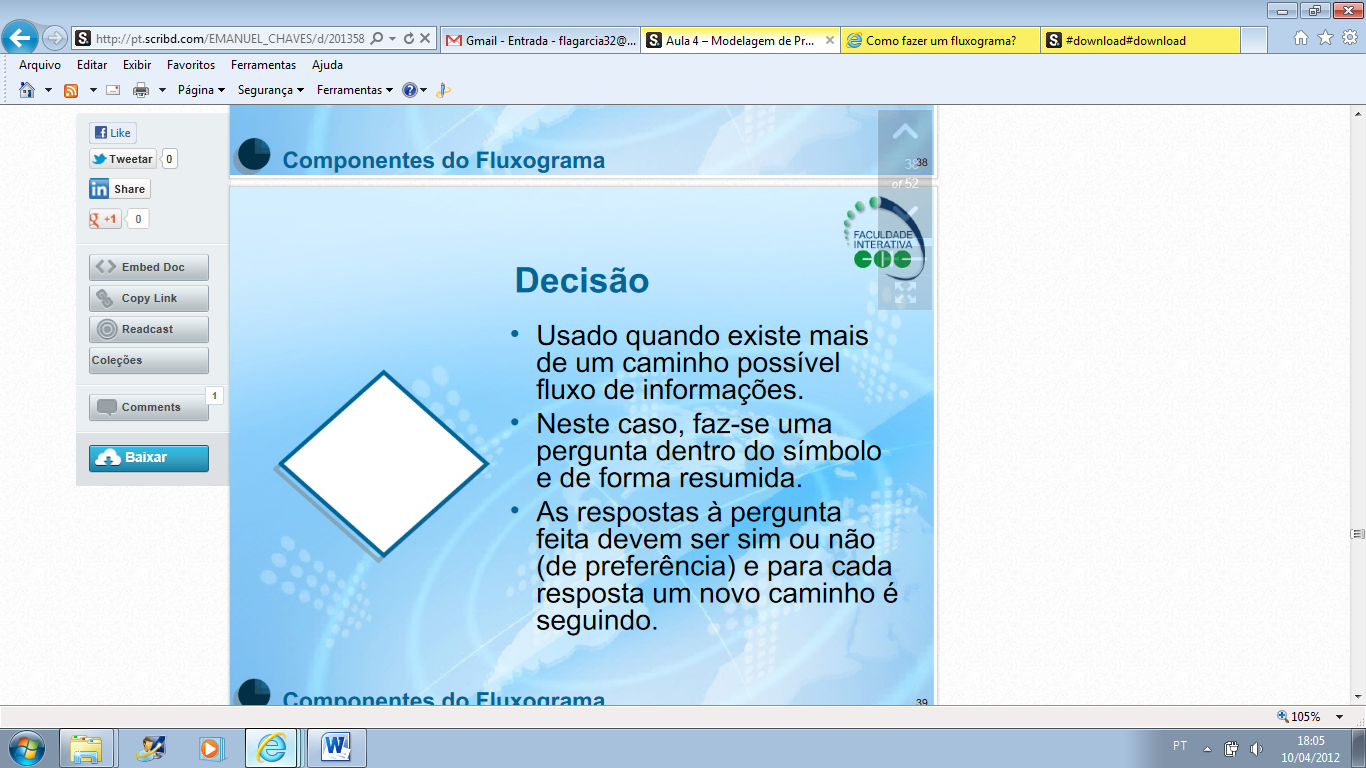 http://pt.scribd.com/EMANUEL_CHAVES/d/201358
Gmail - Entrada - flagarcia32@...
Aula 4 – Modelagem de Pr...
Como fazer um fluxograma?
#download#download
Arquivo Editar Exibir Favoritos Ferramentas Ajuda
Página Segurança Ferramentas
Like
Tweetar 0
Share
+1 0
Embed Doc
Copy Link
Readcast
Coleções
Comments 1
Baixar
Componentes do Fluxograma 38
38
of 52
FACULDADE
INTERATIVA
COC
Decisão
• Usado quando existe mais
de um caminho possível
fluxo de informações.
• Neste caso, faz-se uma
pergunta dentro do símbolo
e de forma resumida.
• As respostas à pergunta
feita devem ser sim ou não
(de preferência) e para cada
resposta um novo caminho é
seguindo.
Componentes do Fluxograma 39
105%
PT
18:05
10/04/2012